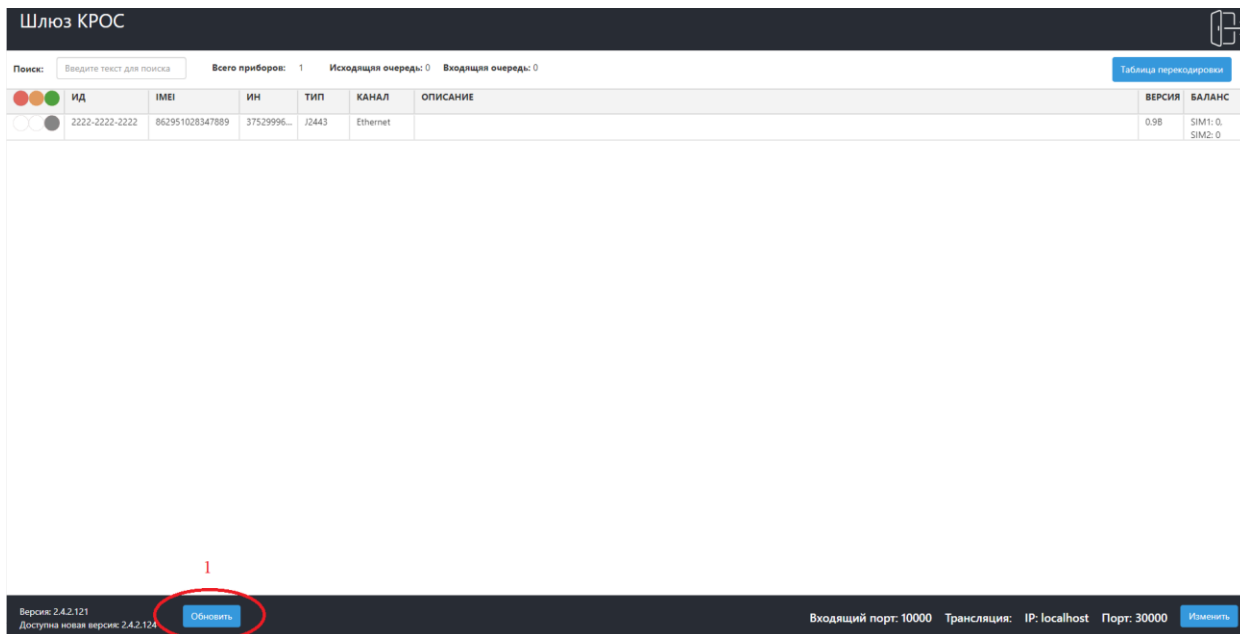 Шлюз КРОС
Поиск: Введите текст для поиска Всего приборов: 1 Исходящия очередь: 0 Входящия очередь: 0 Таблица перекодировки
ИД IMEI ИН ТИП КАНАЛ ОПИСАНИЕ ВЕРСИЯ БАЛАНС
2222-2222-2222 862951028347889 37529996... J2443 Ethernet 0.9B SIM1: 0,
SIM2: 0
1
Версия: 2.4.2.121
Доступна новая версия: 2.4.2.124 Обновить
Входящий порт: 10000 Трансляция: IP: localhost Порт: 30000 Изменить